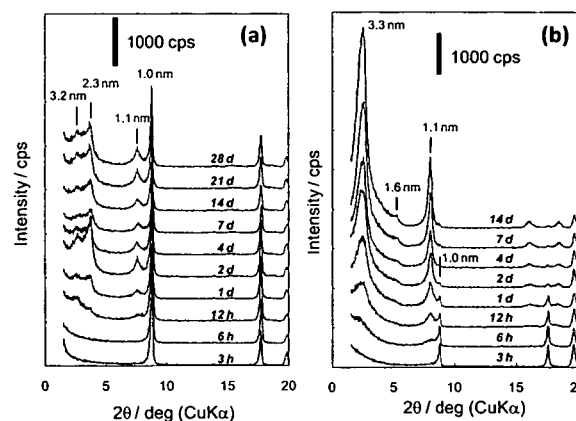 1000 cps
(a)
3.2 nm
2.3 nm
1.0 nm
1.1 nm
28 d
21 d
14 d
7 d
4 d
2 d
1 d
12 h
6 h
3 h
Intensity / cps
0
5
10
15
20
2θ / deg (CuKα)
3.3 nm
(b)
1000 cps
1.1 nm
1.6 nm
14 d
7 d
4 d
1.0 nm
2 d
1 d
12 h
6 h
3 h
Intensity / cps
0
5
10
15
2θ / deg (CuKα)